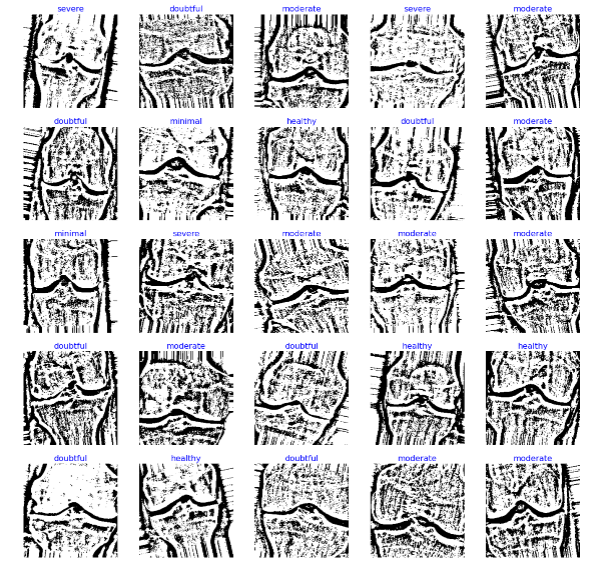 severe doubtful moderate severe moderate
doubtful minimal healthy doubtful moderate
minimal severe moderate moderate moderate
doubtful moderate doubtful healthy healthy
doubtful healthy doubtful moderate moderate